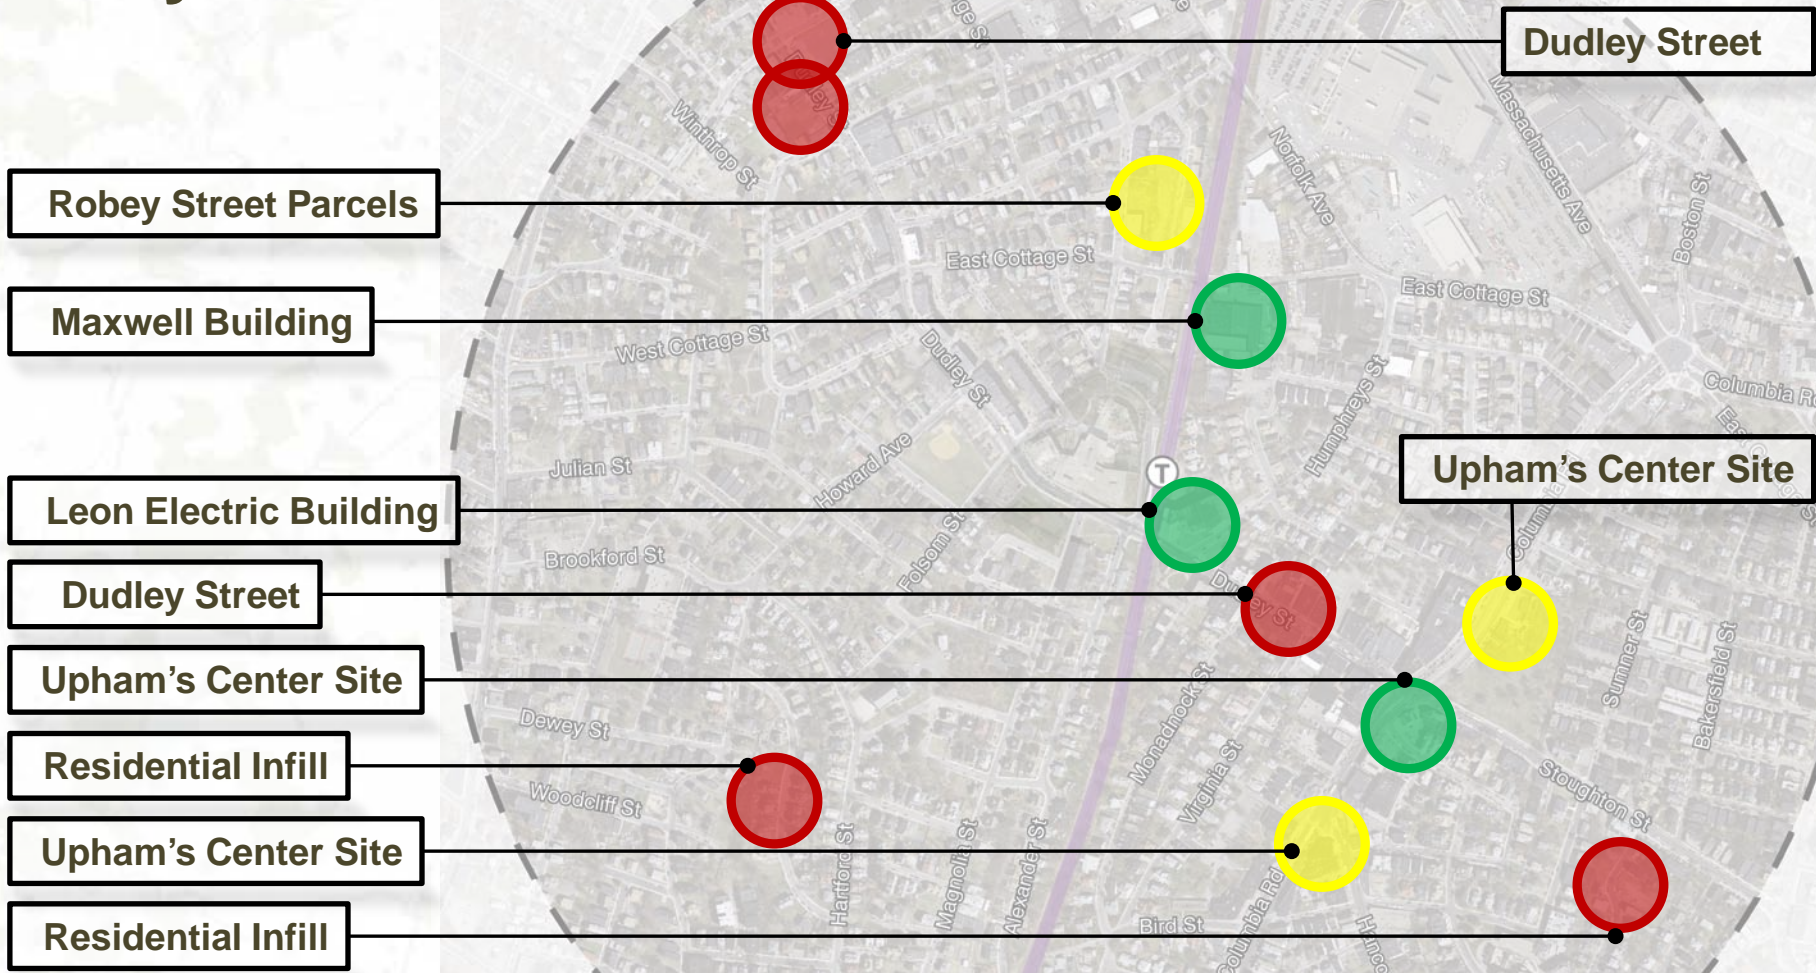 Dudley Street
Robey Street Parcels
Maxwell Building
Upham's Center Site
Leon Electric Building
Dudley Street
Upham's Center Site
Residential Infill
Upham's Center Site
Residential Infill
Winthrop St
Norfolk Ave
Massachusetts Ave
Boston St
East Cottage St
East Cottage St
West Cottage St
Dudley St
Columbia Rd
Humphreys St
Julian St
Howard Ave
T
Brookford St
Folsom St
Dudley St
Sumner St
Bakersfield St
Monadnock St
Virginia St
Dewey St
Woodcliff St
Stoughton St
Hartford St
Magnolia St
Alexander St
Bird St
Columbia Rd